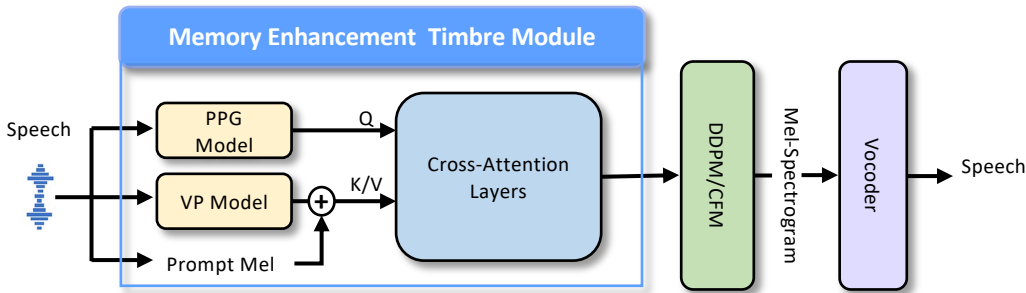 Memory Enhancement Timbre Module
Speech
PPG
Model
Q
VP Model
K/V
Prompt Mel
Cross-Attention
Layers
DDPM/CFM
Mel-Spectrogram
Vocoder
Speech